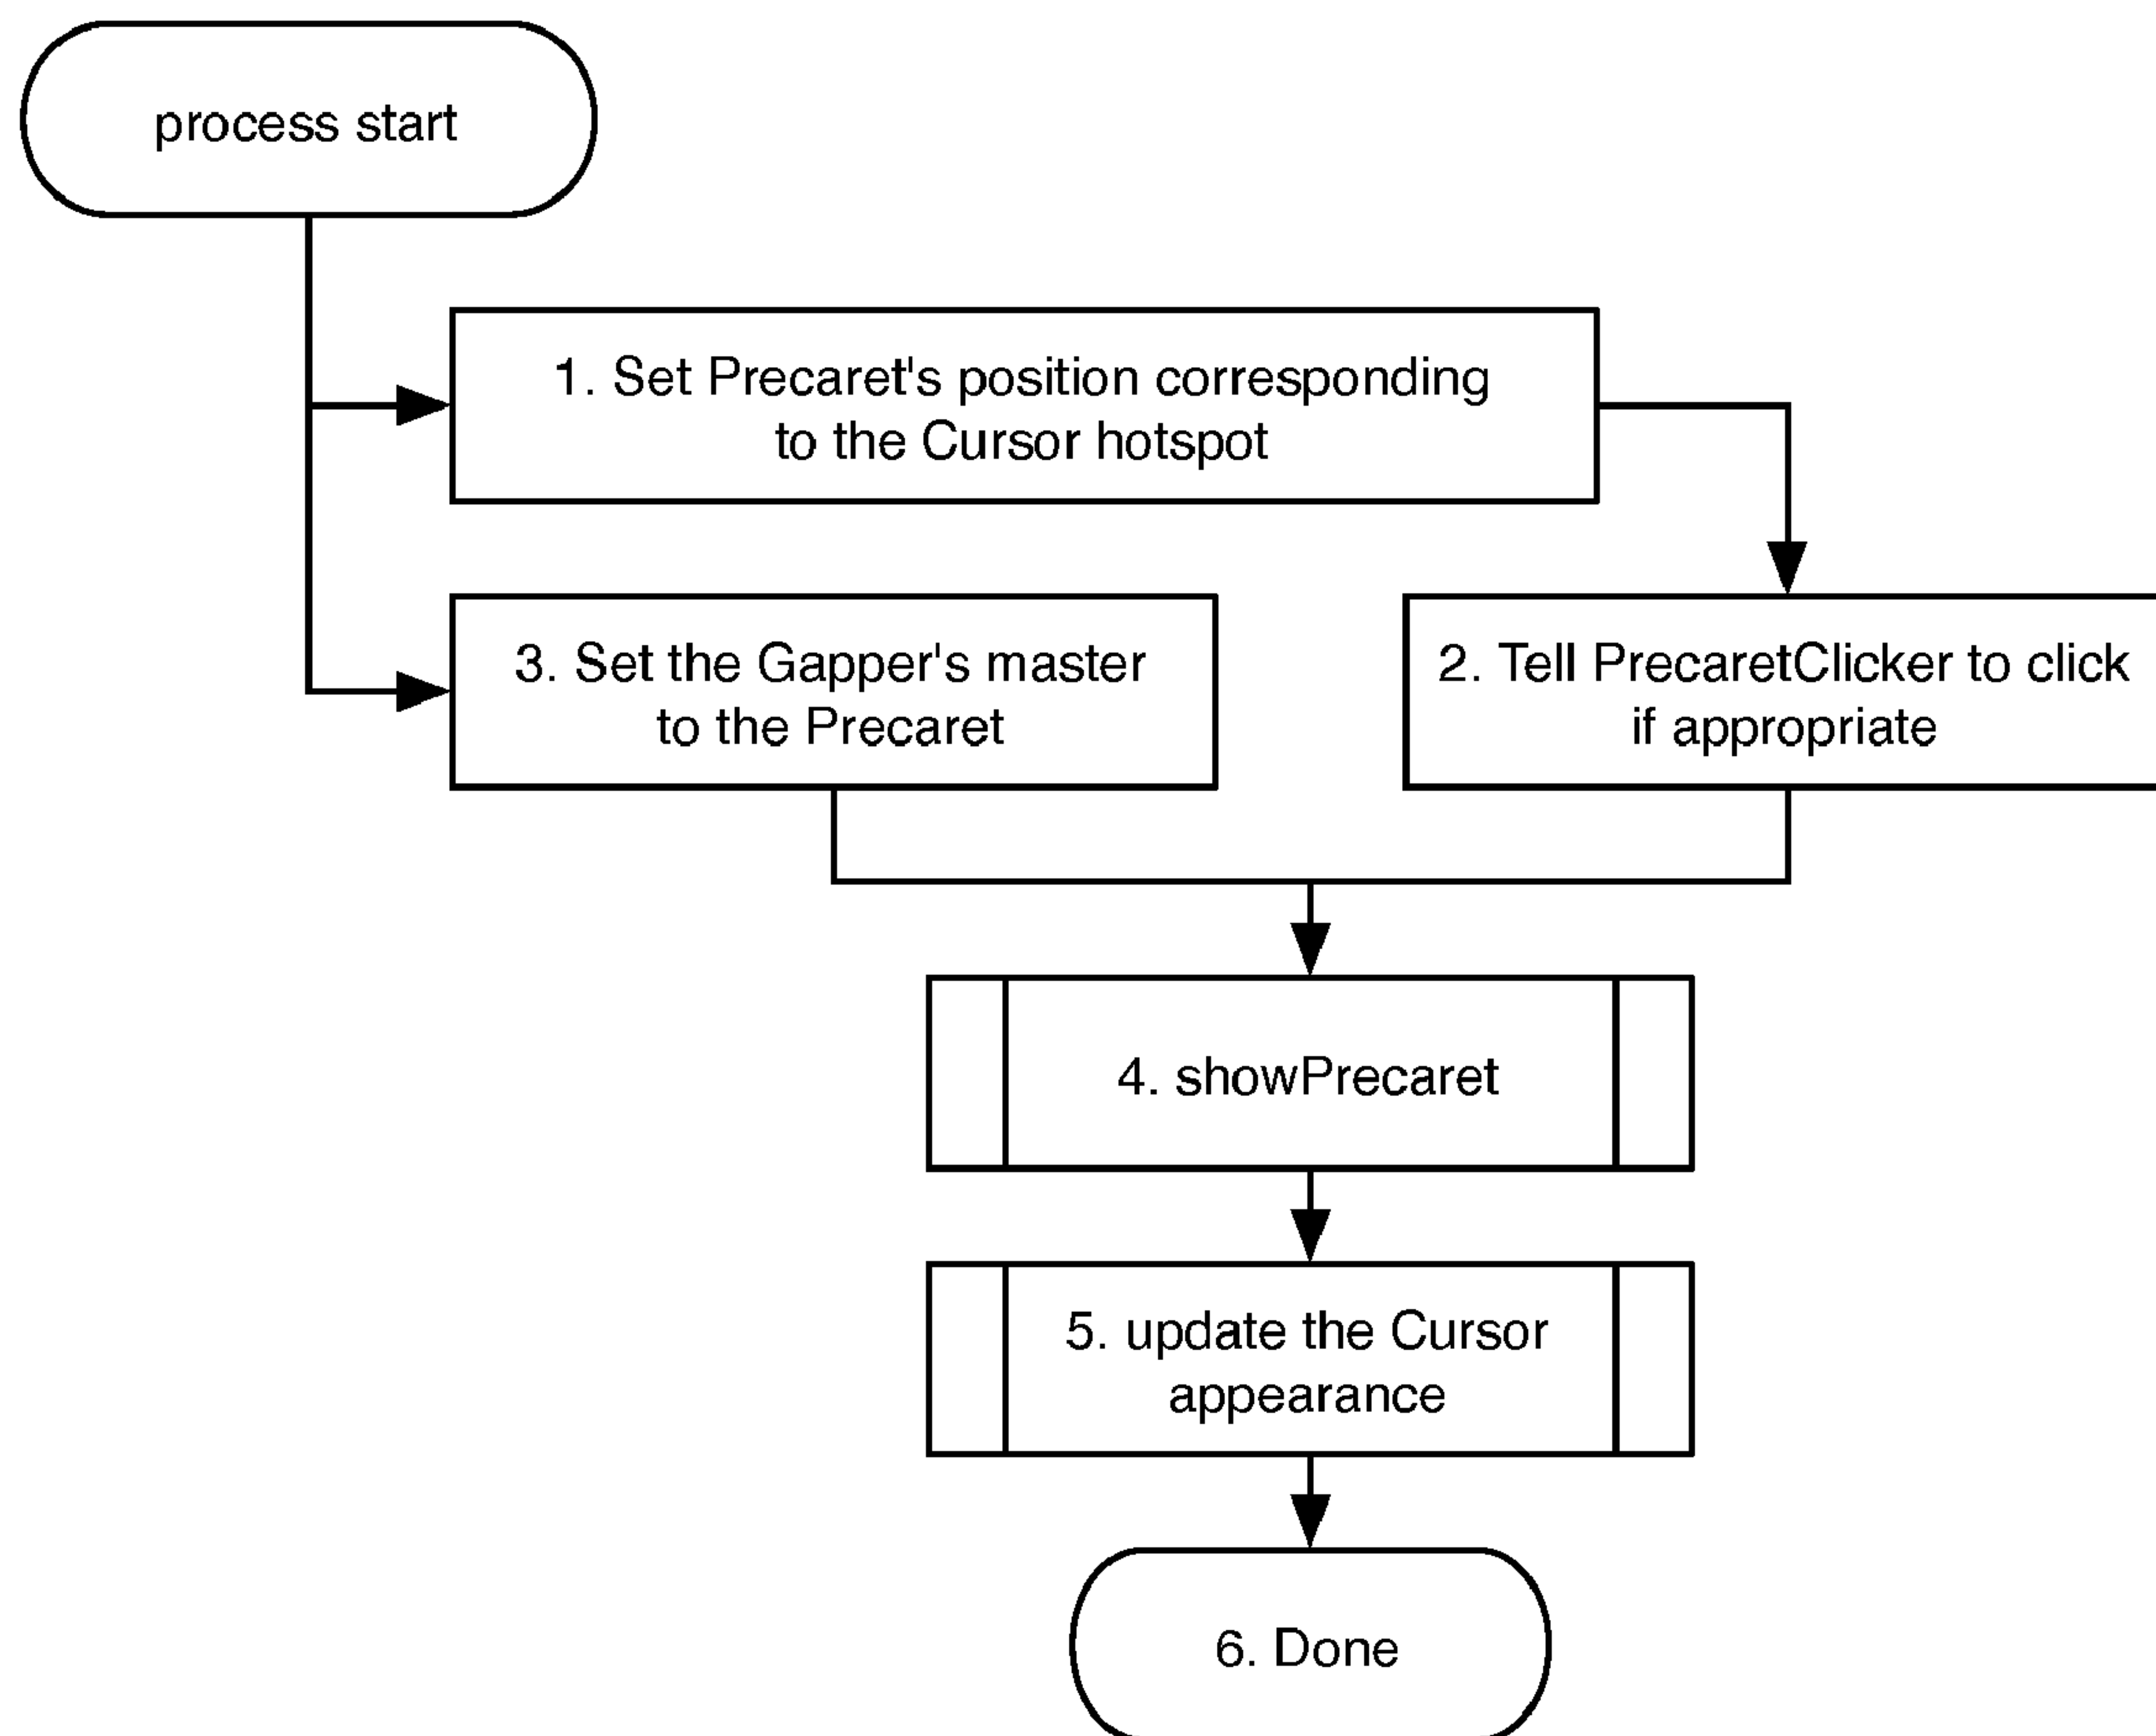 process start
1. Set Precaret's position corresponding
to the Cursor hotspot
3. Set the Gapper's master
to the Precaret
2. Tell PrecaretClicker to click
if appropriate
4. showPrecaret
5. update the Cursor
appearance
6. Done